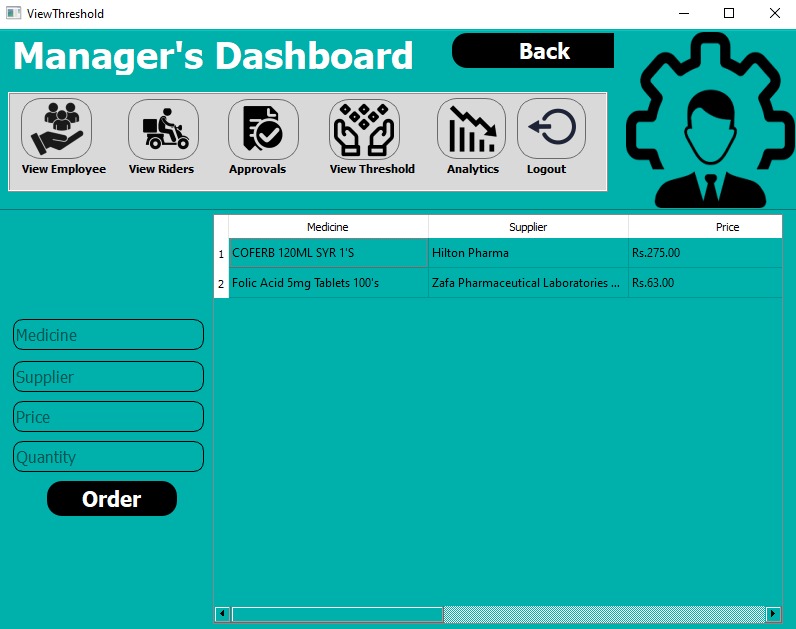 ViewThreshold
Manager's Dashboard
Back
View Employee
View Riders
Approvals
View Threshold
Analytics
Logout
Medicine Supplier Price
1 COFERB 120ML SYR 1'S Hilton Pharma Rs.275.00
2 Folic Acid 5mg Tablets 100's Zafa Pharmaceutical Laboratories ... Rs.63.00
Medicine
Supplier
Price
Quantity
Order